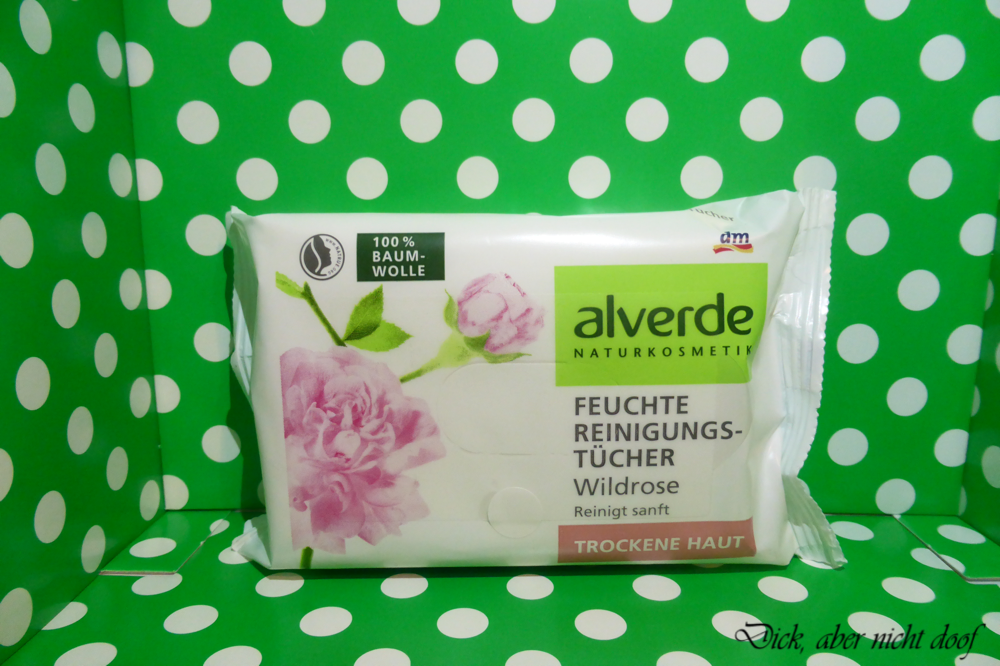 100 %
BAUM-
WOLLE
dm
alverde
NATURKOSMETIK
FEUCHTE
REINIGUNGS-
TÜCHER
Wildrose
Reinigt sanft
TROCKENE HAUT
Dick, aber nicht doof